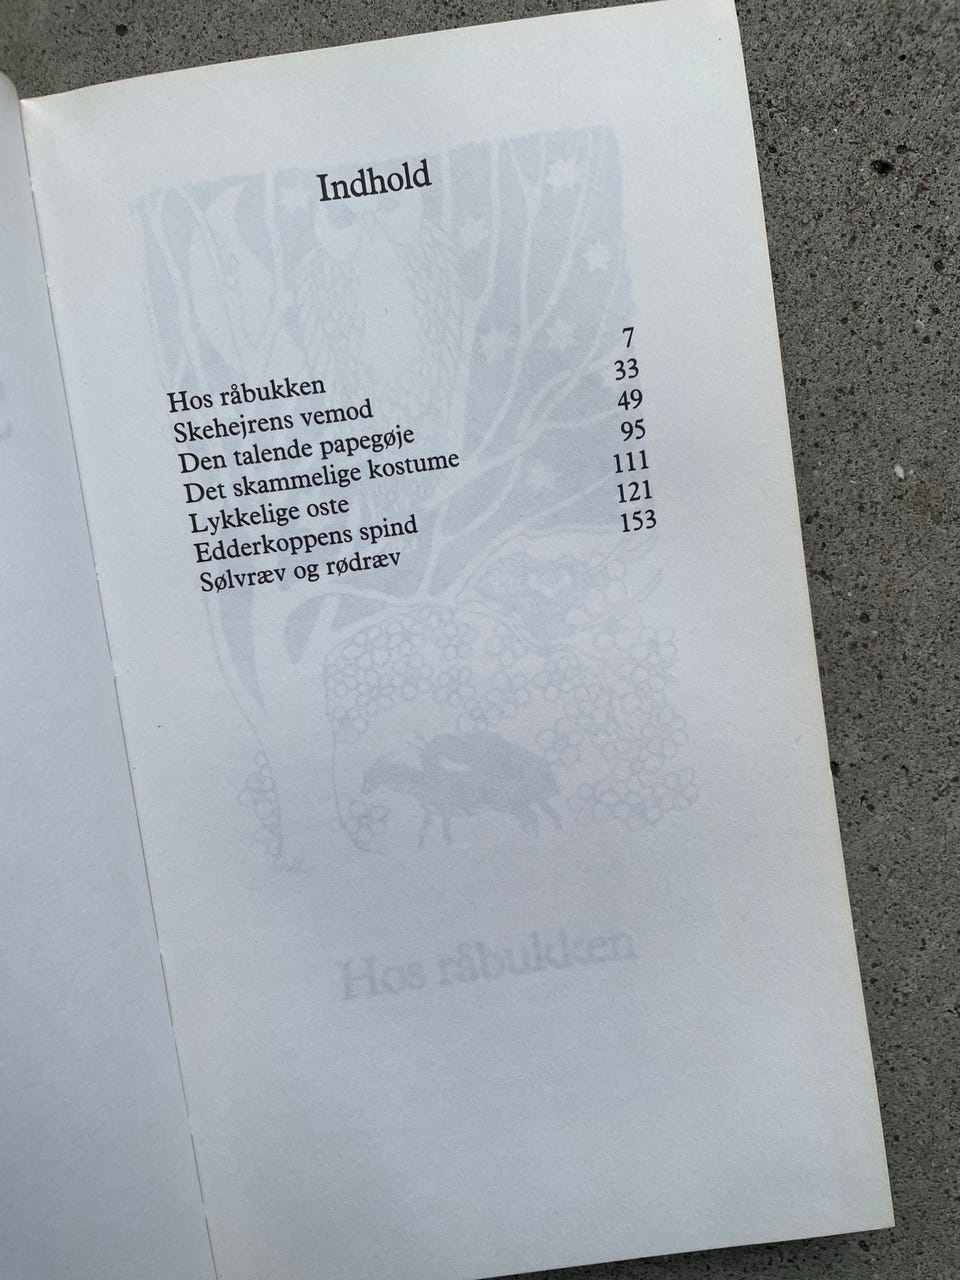 Indhold
Hos råbukken 7
Skehejrens vemod 33
Den talende papegøje 49
Det skammelige kostume 95
Lykkelige oste 111
Edderkoppens spind 121
Sølvræv og rødræv 153
Hos råbukken